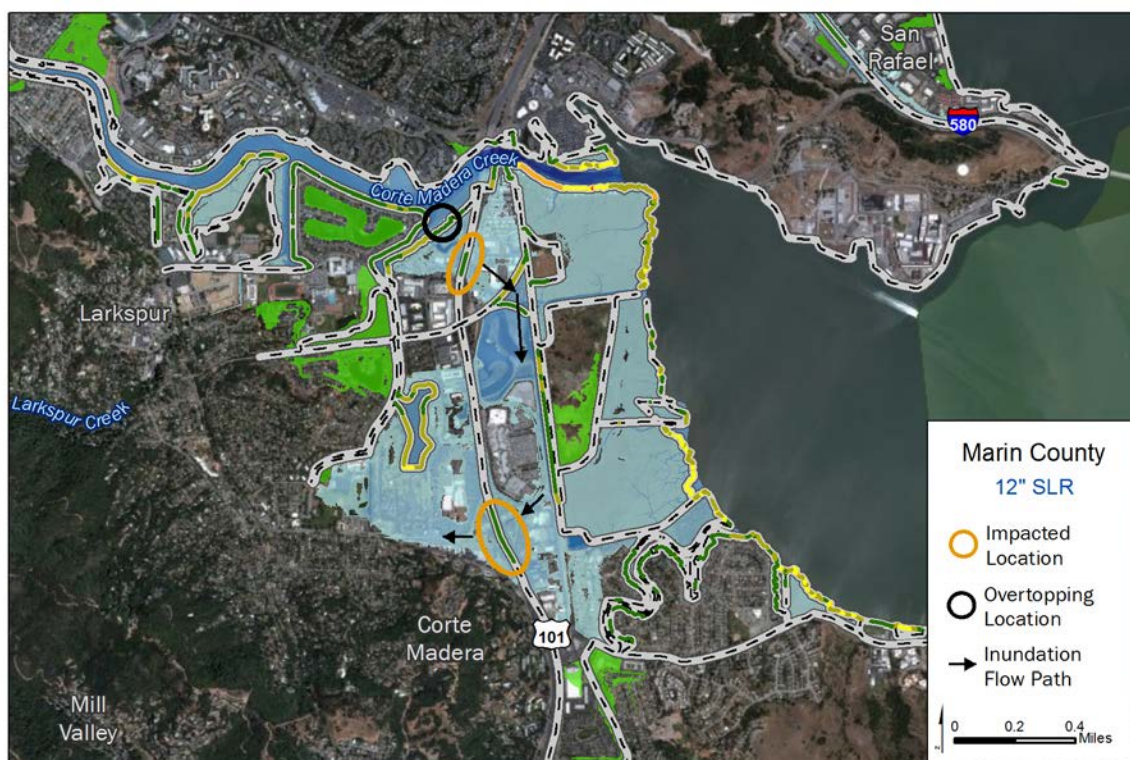 San
Rafael
580
Corte Madera Creek
Larkspur
Larkspur Creek
Corte
Madera
101
Mill
Valley
Marin County
12" SLR
Impacted
Location
Overtopping
Location
Inundation
Flow Path
0 0.2 0.4
Miles